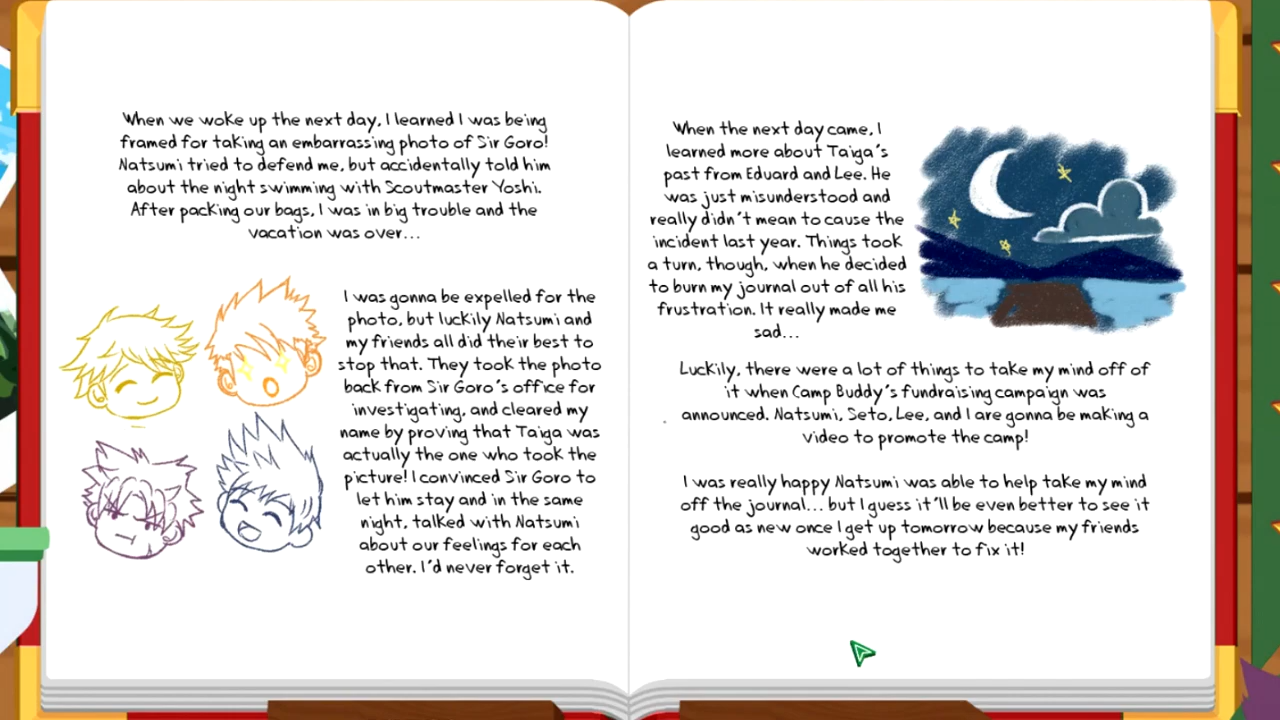 When we woke up the next day, I learned I was being
framed for taking an embarrassing photo of Sir Goro!
Natsumi tried to defend me, but accidentally told him
about the night swimming with Scoutmaster Yoshi.
After packing our bags, I was in big trouble and the
vacation was over...
I was gonna be expelled for the
photo, but luckily Natsumi and
my friends all did their best to
stop that. They took the photo
back from Sir Goro's office for
investigating, and cleared my
name by proving that Taiga was
actually the one who took the
picture! I convinced Sir Goro to
let him stay and in the same
night, talked with Natsumi
about our feelings for each
other. I'd never forget it.
When the next day came, I
learned more about Taiga's
past from Eduard and Lee. He
was just misunderstood and
really didn't mean to cause the
incident last year. Things took
a turn, though, when he decided
to burn my journal out of all his
frustration. It really made me
sad...
Luckily, there were a lot of things to take my mind off of
it when Camp Buddy's fundraising campaign was
announced. Natsumi, Seto, Lee, and I are gonna be making a
video to promote the camp!
I was really happy Natsumi was able to help take my mind
off the journal... but I guess it'll be even better to see it
good as new once I get up tomorrow because my friends
worked together to fix it!